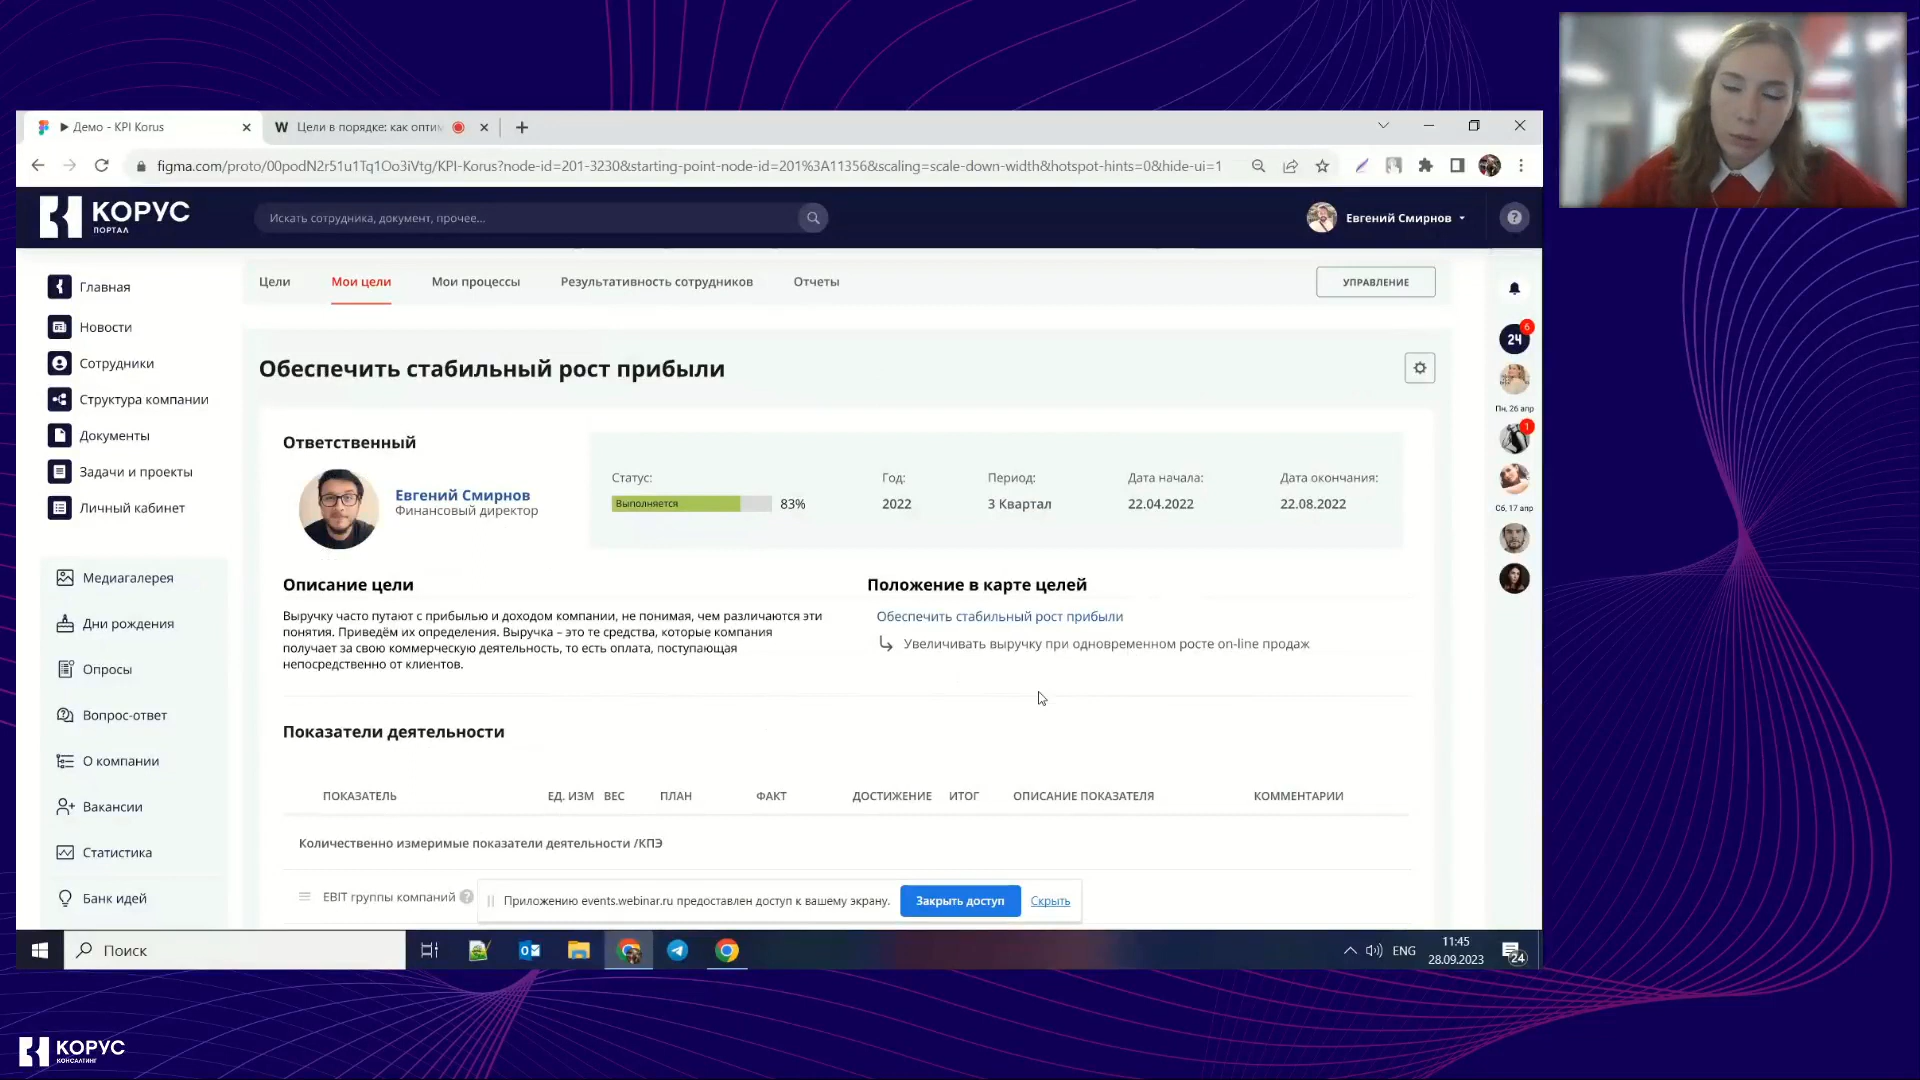 Демо - KPI Korus
Цели в порядке: как опти
figma.com/proto/00podN2r51u1Tq1Oo3iVtg/KPI-Korus?node-id=201-3230&starting-point-node-id=201%3A11356&scaling=scale-down-width&hotspot-hints=0&hide-ui=1
КОРУС
ПОРТАЛ
Искать сотрудника, документ, прочее...
Евгений Смирнов
Главная
Новости
Сотрудники
Структура компании
Документы
Задачи и проекты
Личный кабинет
Медиагалерея
Дни рождения
Опросы
Вопрос-ответ
О компании
Вакансии
Статистика
Банк идей
Цели
Мои цели
Мои процессы
Результативность сотрудников
Отчеты
УПРАВЛЕНИЕ
Обеспечить стабильный рост прибыли
Ответственный
Евгений Смирнов
Финансовый директор
Статус:
Выполняется
83%
Год:
2022
Период:
3 Квартал
Дата начала:
22.04.2022
Дата окончания:
22.08.2022
Описание цели
Выручку часто путают с прибылью и доходом компании, не понимая, чем различаются эти
понятия. Приведём их определения. Выручка – это те средства, которые компания
получает за свою коммерческую деятельность, то есть оплата, поступающая
непосредственно от клиентов.
Положение в карте целей
Обеспечить стабильный рост прибыли
Увеличивать выручку при одновременном росте on-line продаж
Показатели деятельности
ПОКАЗАТЕЛЬ ЕД. ИЗМ ВЕС ПЛАН ФАКТ ДОСТИЖЕНИЕ ИТОГ ОПИСАНИЕ ПОКАЗАТЕЛЯ КОММЕНТАРИИ
Количественно измеримые показатели деятельности /КПЭ
EBIT группы компаний
Приложению events.webinar.ru предоставлен доступ к вашему экрану.
Закрыть доступ
Скрыть
24
6
Пн, 26 апр
1
Сб, 17 апр
Поиск
ENG
11:45
28.09.2023
24
КОРУС
КОНСАЛТИНГ